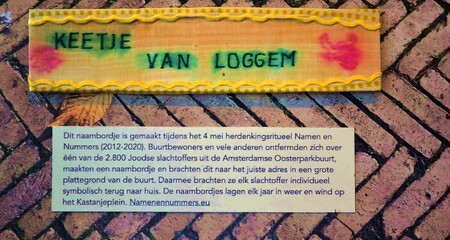 KEETJE
VAN LOGGEM
Dit naambordje is gemaakt tijdens het 4 mei herdenkingsritueel Namen en
Nummers (2012-2020). Buurtbewoners en vele anderen ontfermden zich over
één van de 2.800 Joodse slachtoffers uit de Amsterdamse Oosterparkbuurt,
maakten een naambordje en brachten dit naar het juiste adres in een grote
plattegrond van de buurt. Daarmee brachten ze elk slachtoffer individueel
symbolisch terug naar huis. De naambordjes lagen elk jaar in weer en wind op
het Kastanjeplein. Namenennummers.eu